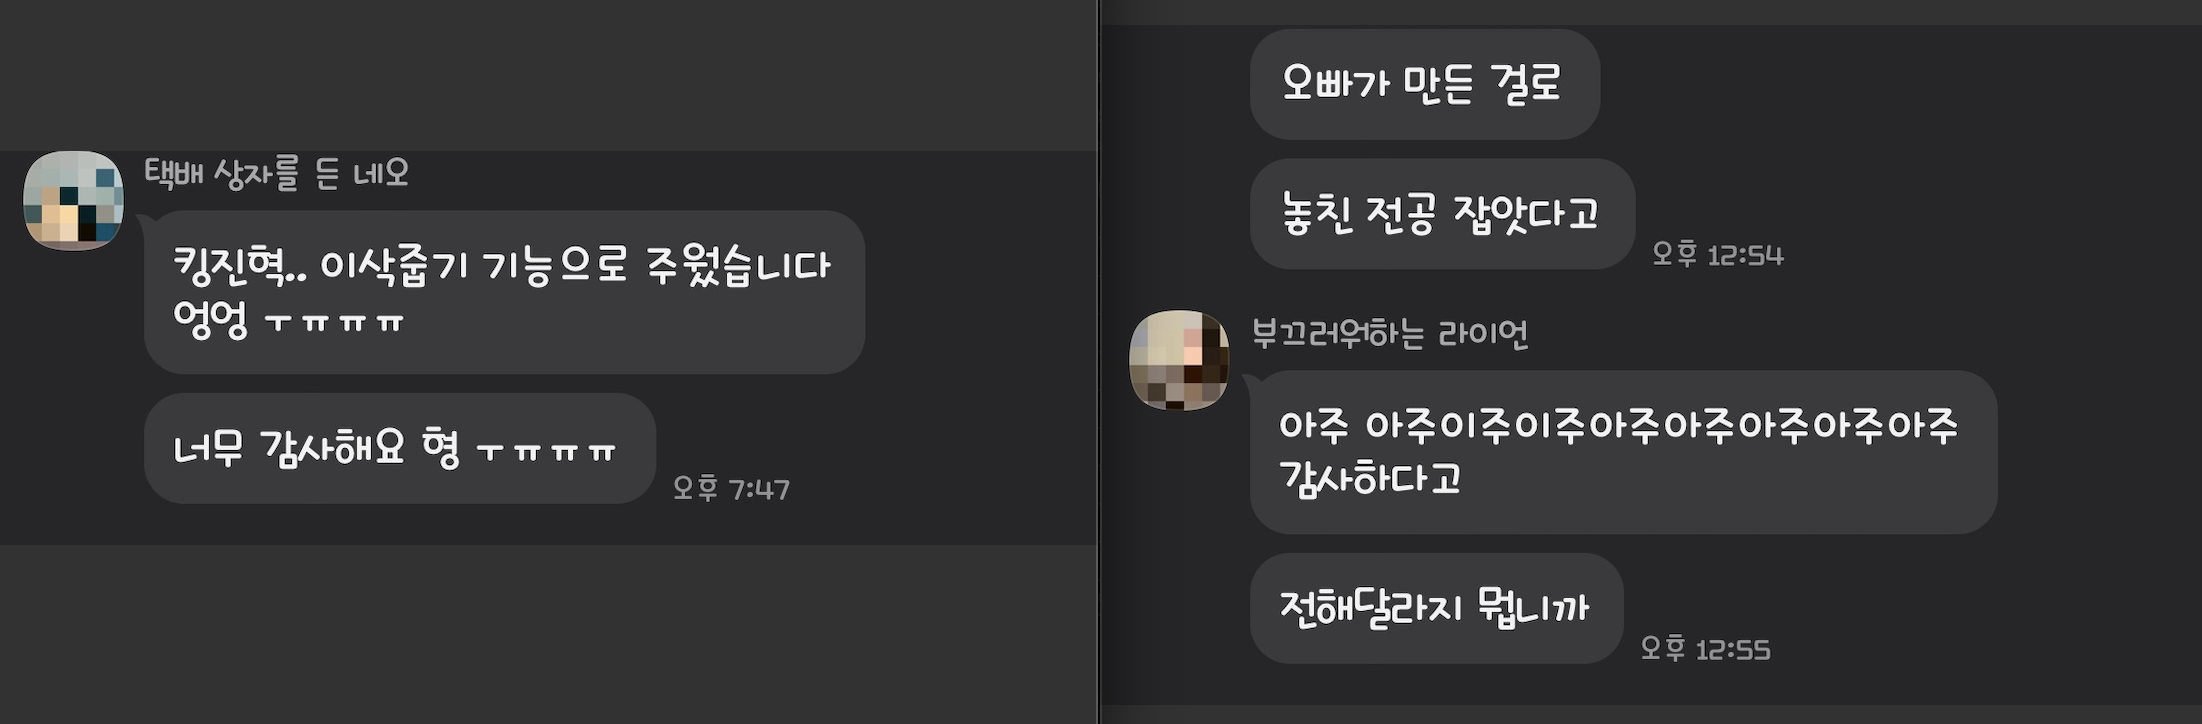 택배 상자를 든 네오
킹진혁.. 이삭줍기 기능으로 주웠습니다
엉엉 ㅜㅠㅠㅠ
너무 감사해요 형 ㅜㅠㅠㅠ
오후 7:47
오빠가 만든 걸로
놓친 전공 잡앗다고
오후 12:54
부끄러워하는 라이언
아주 아주이주이주아주아주아주아주아주
감사하다고
전해달라지 뭡니까
오후 12:55